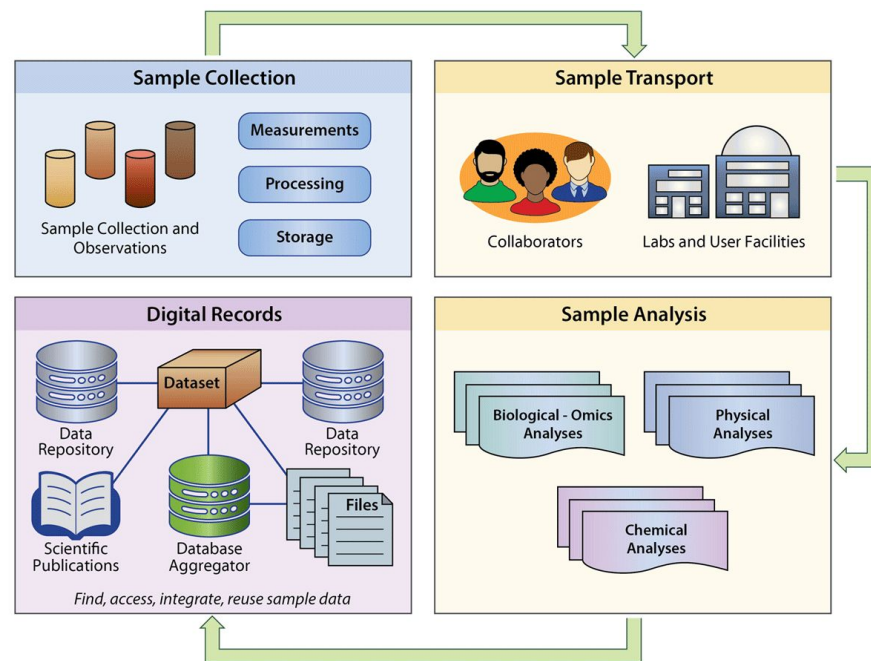 Sample Collection
Measurements
Processing
Storage
Sample Collection and
Observations
Sample Transport
Collaborators
Labs and User Facilities
Digital Records
Dataset
Data
Repository
Data
Repository
Scientific
Publications
Database
Aggregator
Files
Find, access, integrate, reuse sample data
Sample Analysis
Biological - Omics
Analyses
Physical
Analyses
Chemical
Analyses